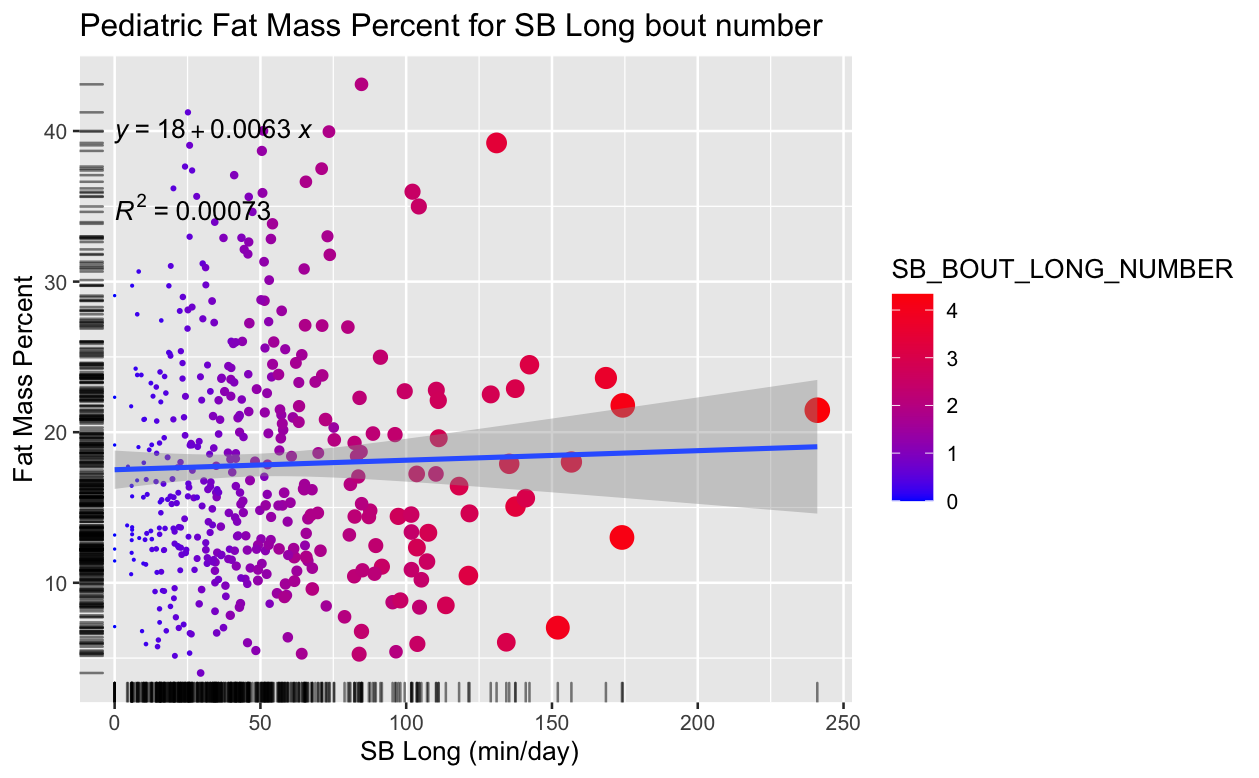 Pediatric Fat Mass Percent for SB Long bout number
y = 18 + 0.0063 x
R² = 0.00073
Fat Mass Percent
40
30
20
10
0 50 100 150 200 250
SB Long (min/day)
SB_BOUT_LONG_NUMBER
4
3
2
1
0